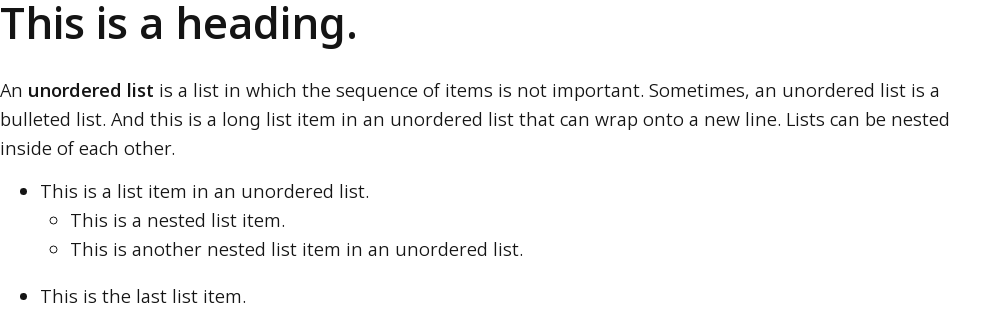 This is a heading.
An unordered list is a list in which the sequence of items is not important. Sometimes, an unordered list is a
bulleted list. And this is a long list item in an unordered list that can wrap onto a new line. Lists can be nested
inside of each other.
• This is a list item in an unordered list.
◦ This is a nested list item.
◦ This is another nested list item in an unordered list.
• This is the last list item.